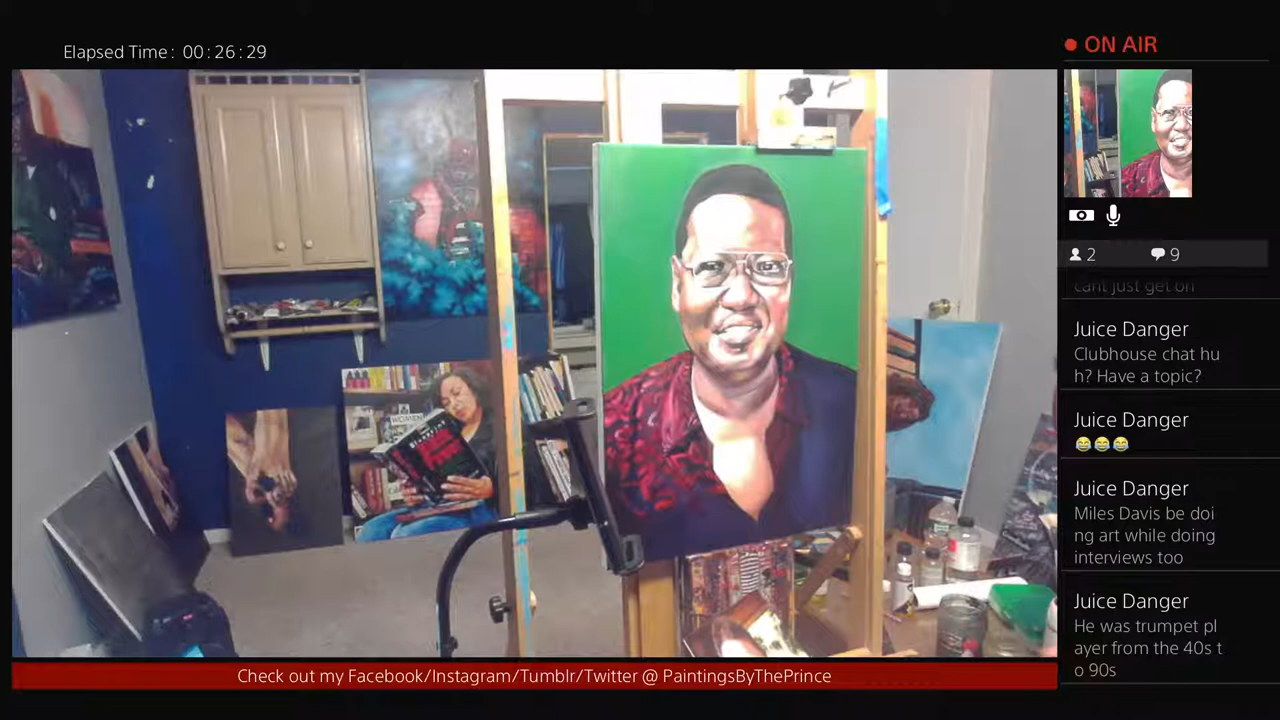 Elapsed Time: 00:26:29
ON AIR
2
9
cant just get on
Juice Danger
Clubhouse chat hu
h? Have a topic?
Juice Danger
😂😂😂
Juice Danger
Miles Davis be doi
ng art while doing
interviews too
Juice Danger
He was trumpet pl
ayer from the 40s t
o 90s
WOMEN
Check out my Facebook/Instagram/Tumblr/Twitter @ PaintingsByThePrince